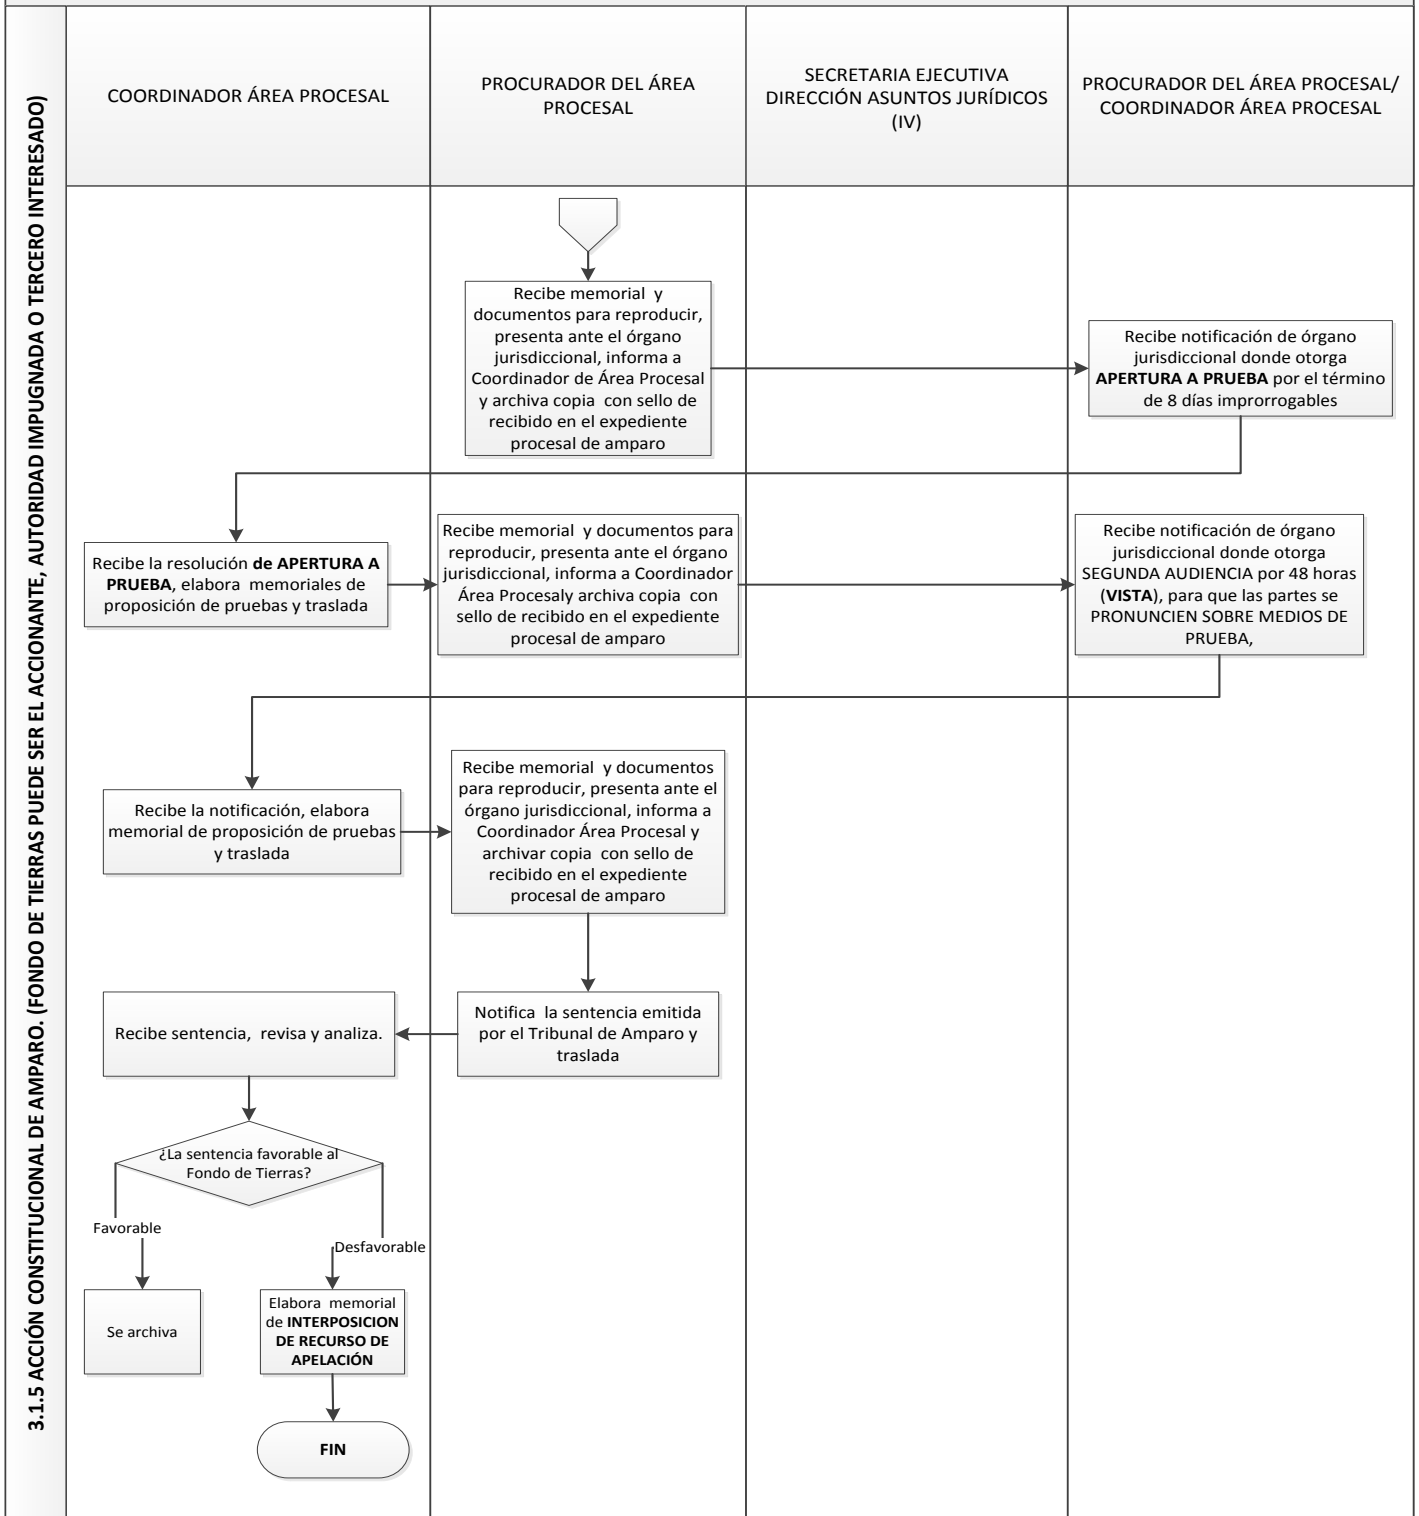 3.1.5 ACCIÓN CONSTITUCIONAL DE AMPARO. (FONDO DE TIERRAS PUEDE SER EL ACCIONANTE, AUTORIDAD IMPUGNADA O TERCERO INTERESADO)
COORDINADOR ÁREA PROCESAL
PROCURADOR DEL ÁREA
PROCESAL
SECRETARIA EJECUTIVA
DIRECCIÓN ASUNTOS JURÍDICOS
(IV)
PROCURADOR DEL ÁREA PROCESAL/
COORDINADOR ÁREA PROCESAL
Recibe memorial y
documentos para reproducir,
presenta ante el órgano
jurisdiccional, informa a
Coordinador de Área Procesal
y archiva copia con sello de
recibido en el expediente
procesal de amparo
Recibe notificación de órgano
jurisdiccional donde otorga
APERTURA A PRUEBA por el término
de 8 días improrrogables
Recibe la resolución de APERTURA A
PRUEBA, elabora memoriales de
proposición de pruebas y traslada
Recibe memorial y documentos para
reproducir, presenta ante el órgano
jurisdiccional, informa a Coordinador
Área Procesaly archiva copia con
sello de recibido en el expediente
procesal de amparo
Recibe notificación de órgano
jurisdiccional donde otorga
SEGUNDA AUDIENCIA por 48 horas
(VISTA), para que las partes se
PRONUNCIEN SOBRE MEDIOS DE
PRUEBA,
Recibe la notificación, elabora
memorial de proposición de pruebas
y traslada
Recibe memorial y documentos
para reproducir, presenta ante el
órgano jurisdiccional, informa a
Coordinador Área Procesal y
archivar copia con sello de
recibido en el expediente
procesal de amparo
Notifica la sentencia emitida
por el Tribunal de Amparo y
traslada
Recibe sentencia, revisa y analiza.
¿La sentencia favorable al
Fondo de Tierras?
Favorable
Desfavorable
Se archiva
Elabora memorial
de INTERPOSICION
DE RECURSO DE
APELACIÓN
FIN